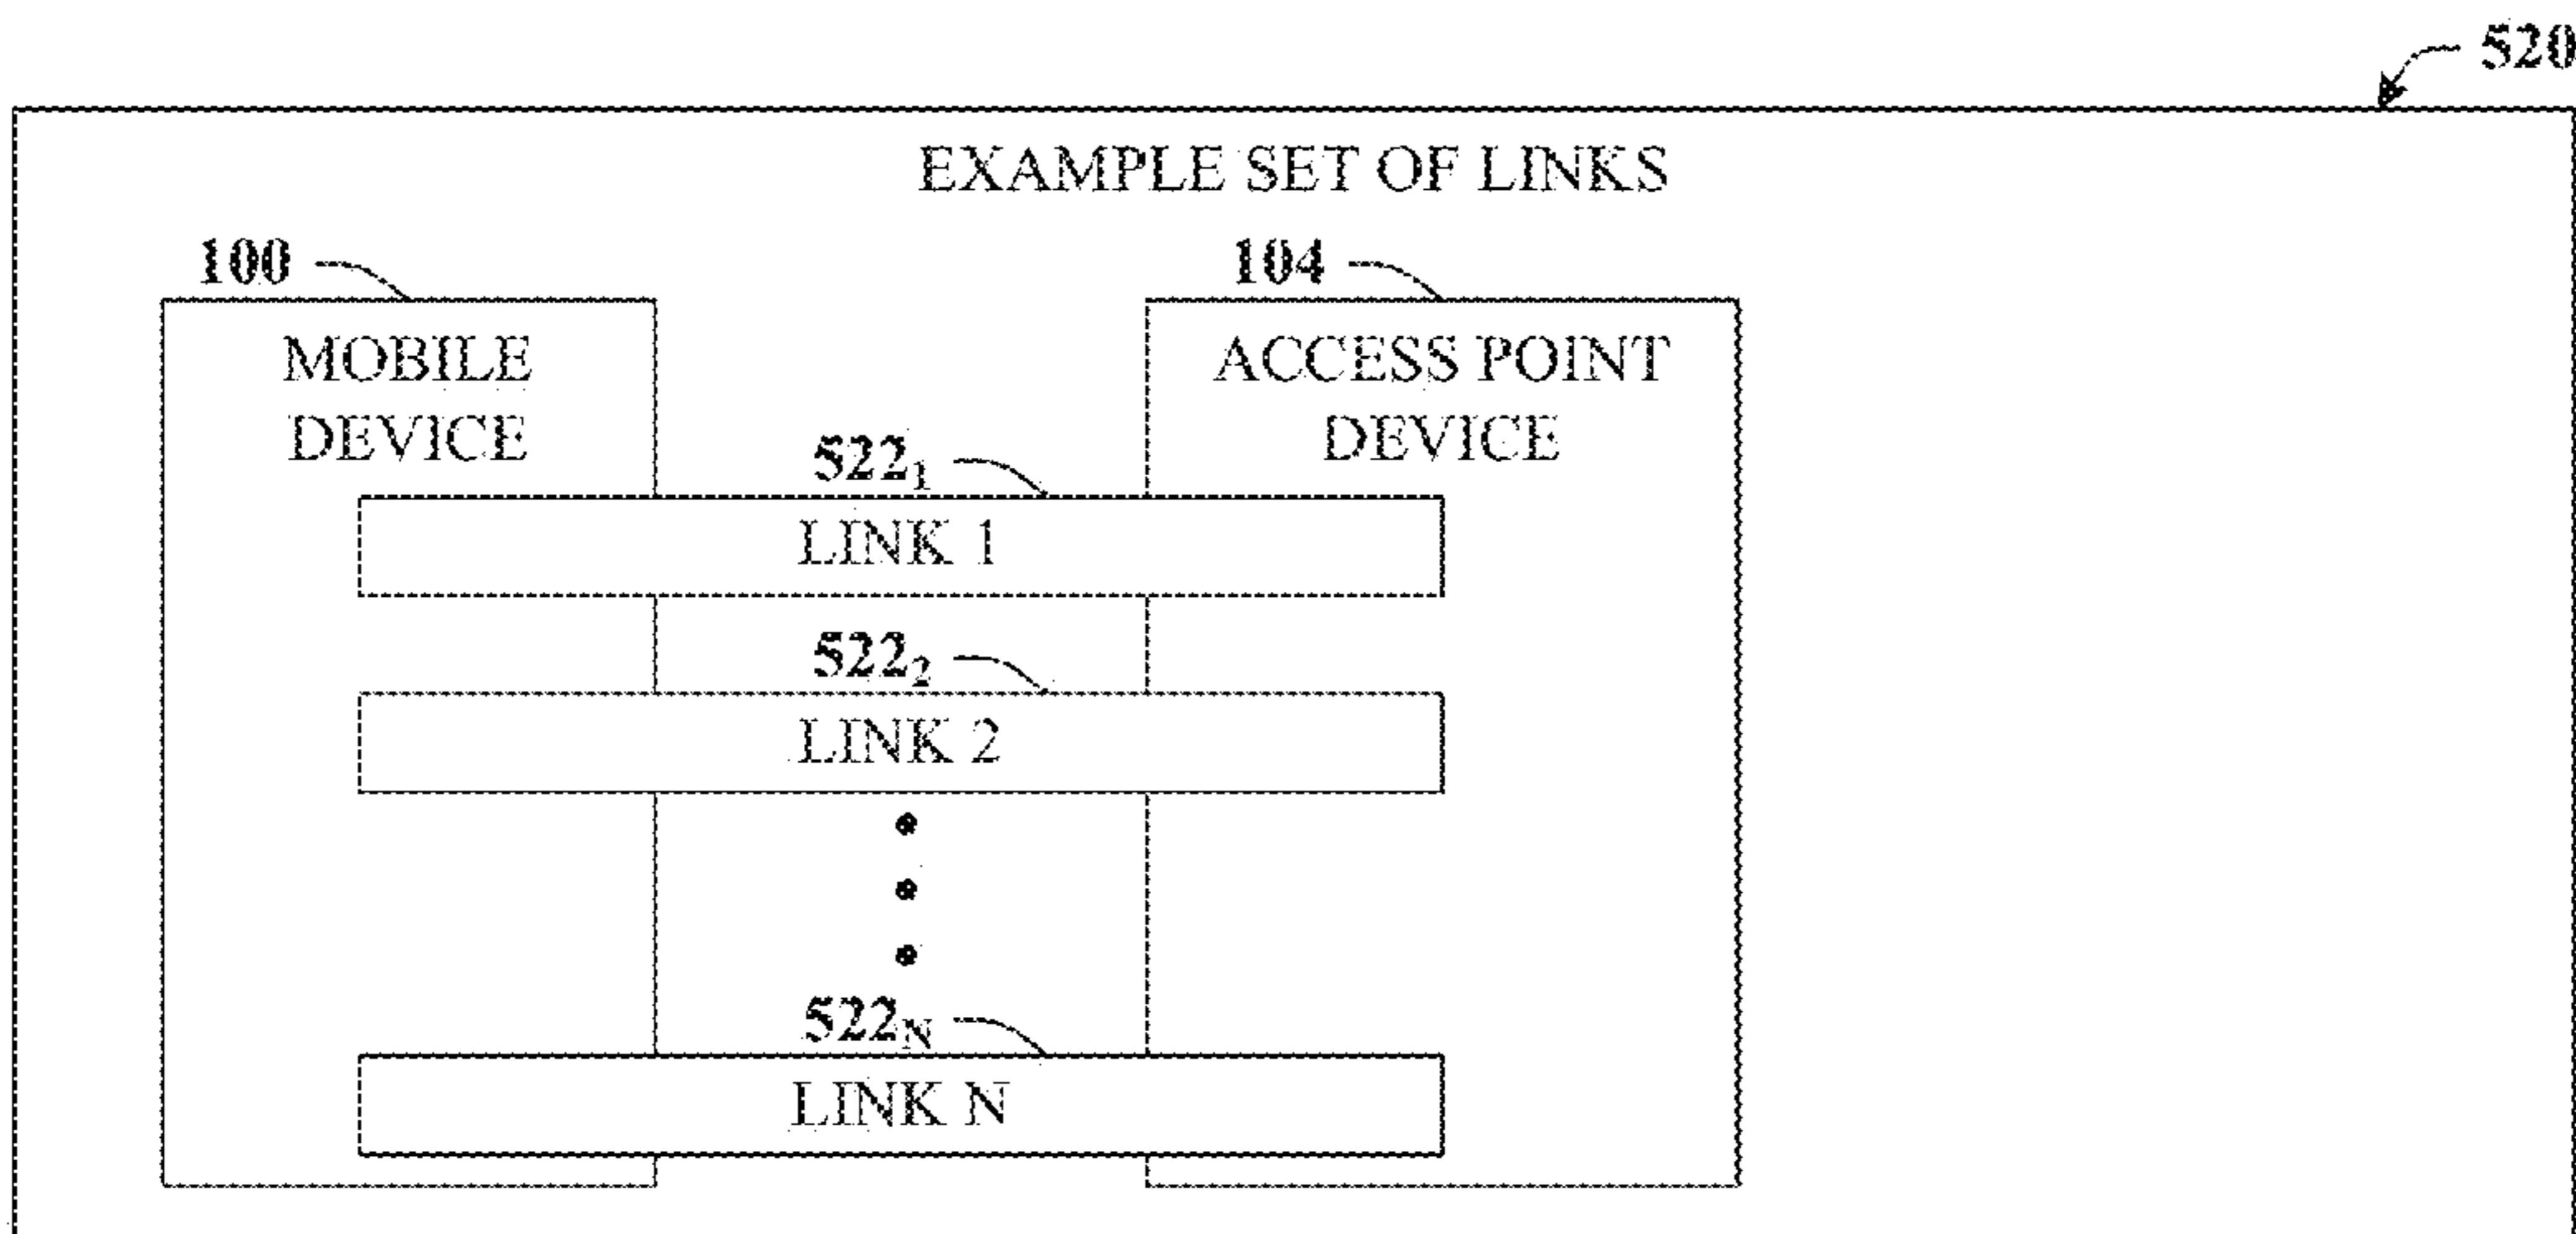 520
EXAMPLE SET OF LINKS
100
104
MOBILE
DEVICE
ACCESS POINT
DEVICE
522₁
LINK 1
522₂
LINK 2
522_N
LINK N